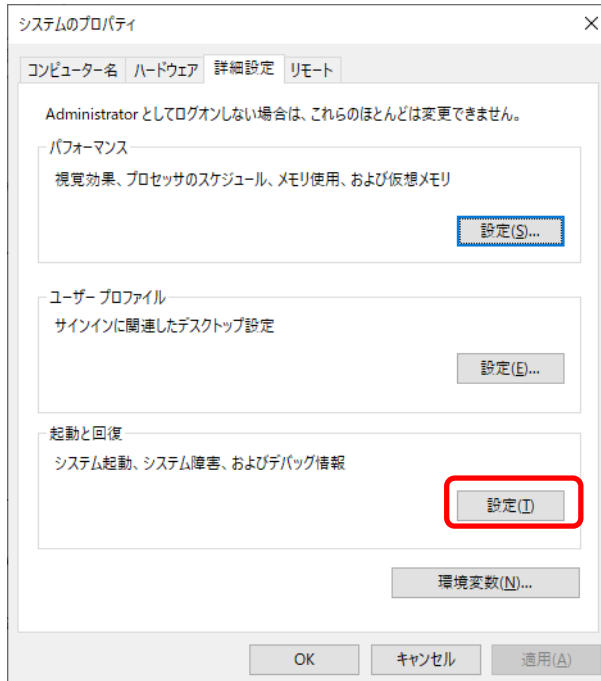 システムのプロパティ
コンピューター名 ハードウェア 詳細設定 リモート
Administrator としてログオンしない場合は、これらのほとんどは変更できません。
パフォーマンス
視覚効果、プロセッサのスケジュール、メモリ使用、および仮想メモリ
設定(S)...
ユーザー プロファイル
サインインに関連したデスクトップ設定
設定(E)...
起動と回復
システム起動、システム障害、およびデバッグ情報
設定(T)
環境変数(N)...
OK キャンセル 適用(A)